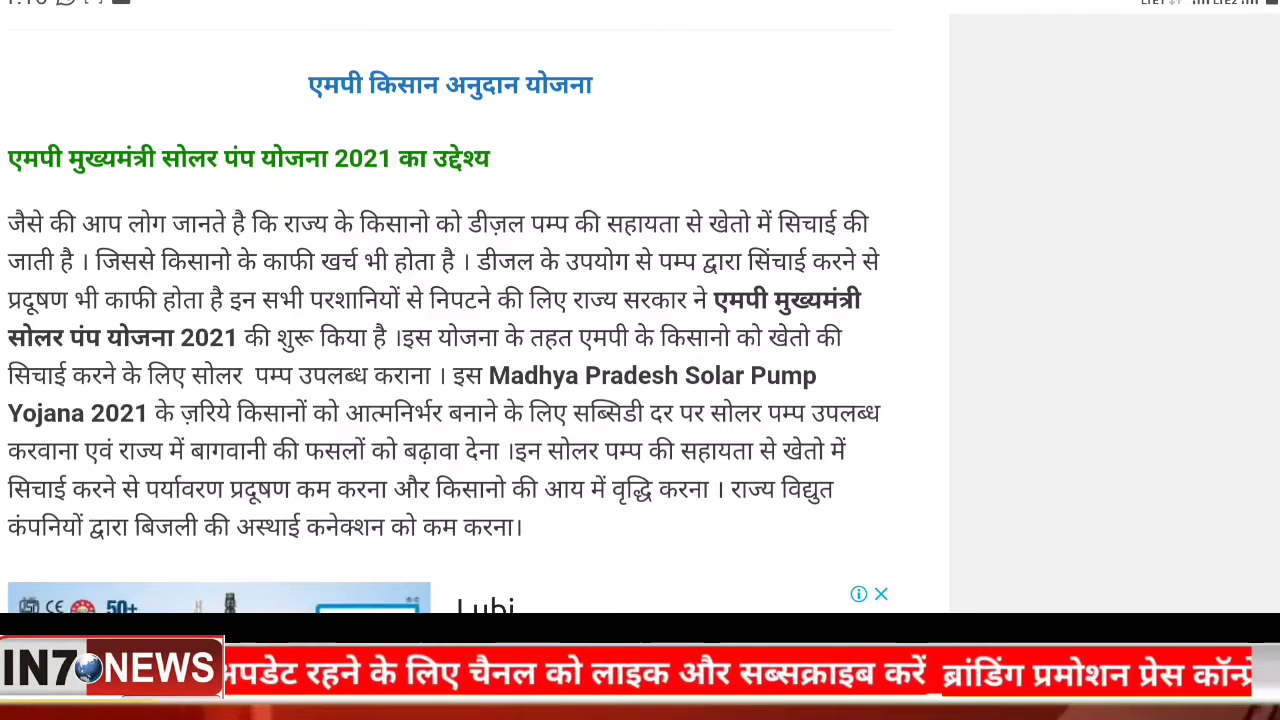 एमपी किसान अनुदान योजना
एमपी मुख्यमंत्री सोलर पंप योजना 2021 का उद्देश्य
जैसे की आप लोग जानते है कि राज्य के किसानो को डीज़ल पम्प की सहायता से खेतो में सिचाई की
जाती है । जिससे किसानो के काफी खर्च भी होता है । डीजल के उपयोग से पम्प द्वारा सिंचाई करने से
प्रदूषण भी काफी होता है इन सभी परशानियों से निपटने की लिए राज्य सरकार ने एमपी मुख्यमंत्री
सोलर पंप योजना 2021 की शुरू किया है ।इस योजना के तहत एमपी के किसानो को खेतो की
सिचाई करने के लिए सोलर पम्प उपलब्ध कराना । इस Madhya Pradesh Solar Pump
Yojana 2021 के ज़रिये किसानों को आत्मनिर्भर बनाने के लिए सब्सिडी दर पर सोलर पम्प उपलब्ध
करवाना एवं राज्य में बागवानी की फसलों को बढ़ावा देना ।इन सोलर पम्प की सहायता से खेतो में
सिचाई करने से पर्यावरण प्रदूषण कम करना और किसानो की आय में वृद्धि करना । राज्य विद्युत
कंपनियों द्वारा बिजली की अस्थाई कनेक्शन को कम करना।
CE 50+
Lubi
IN7 NEWS
अपडेट रहने के लिए चैनल को लाइक और सब्सक्राइब करें ब्रांडिंग प्रमोशन प्रेस